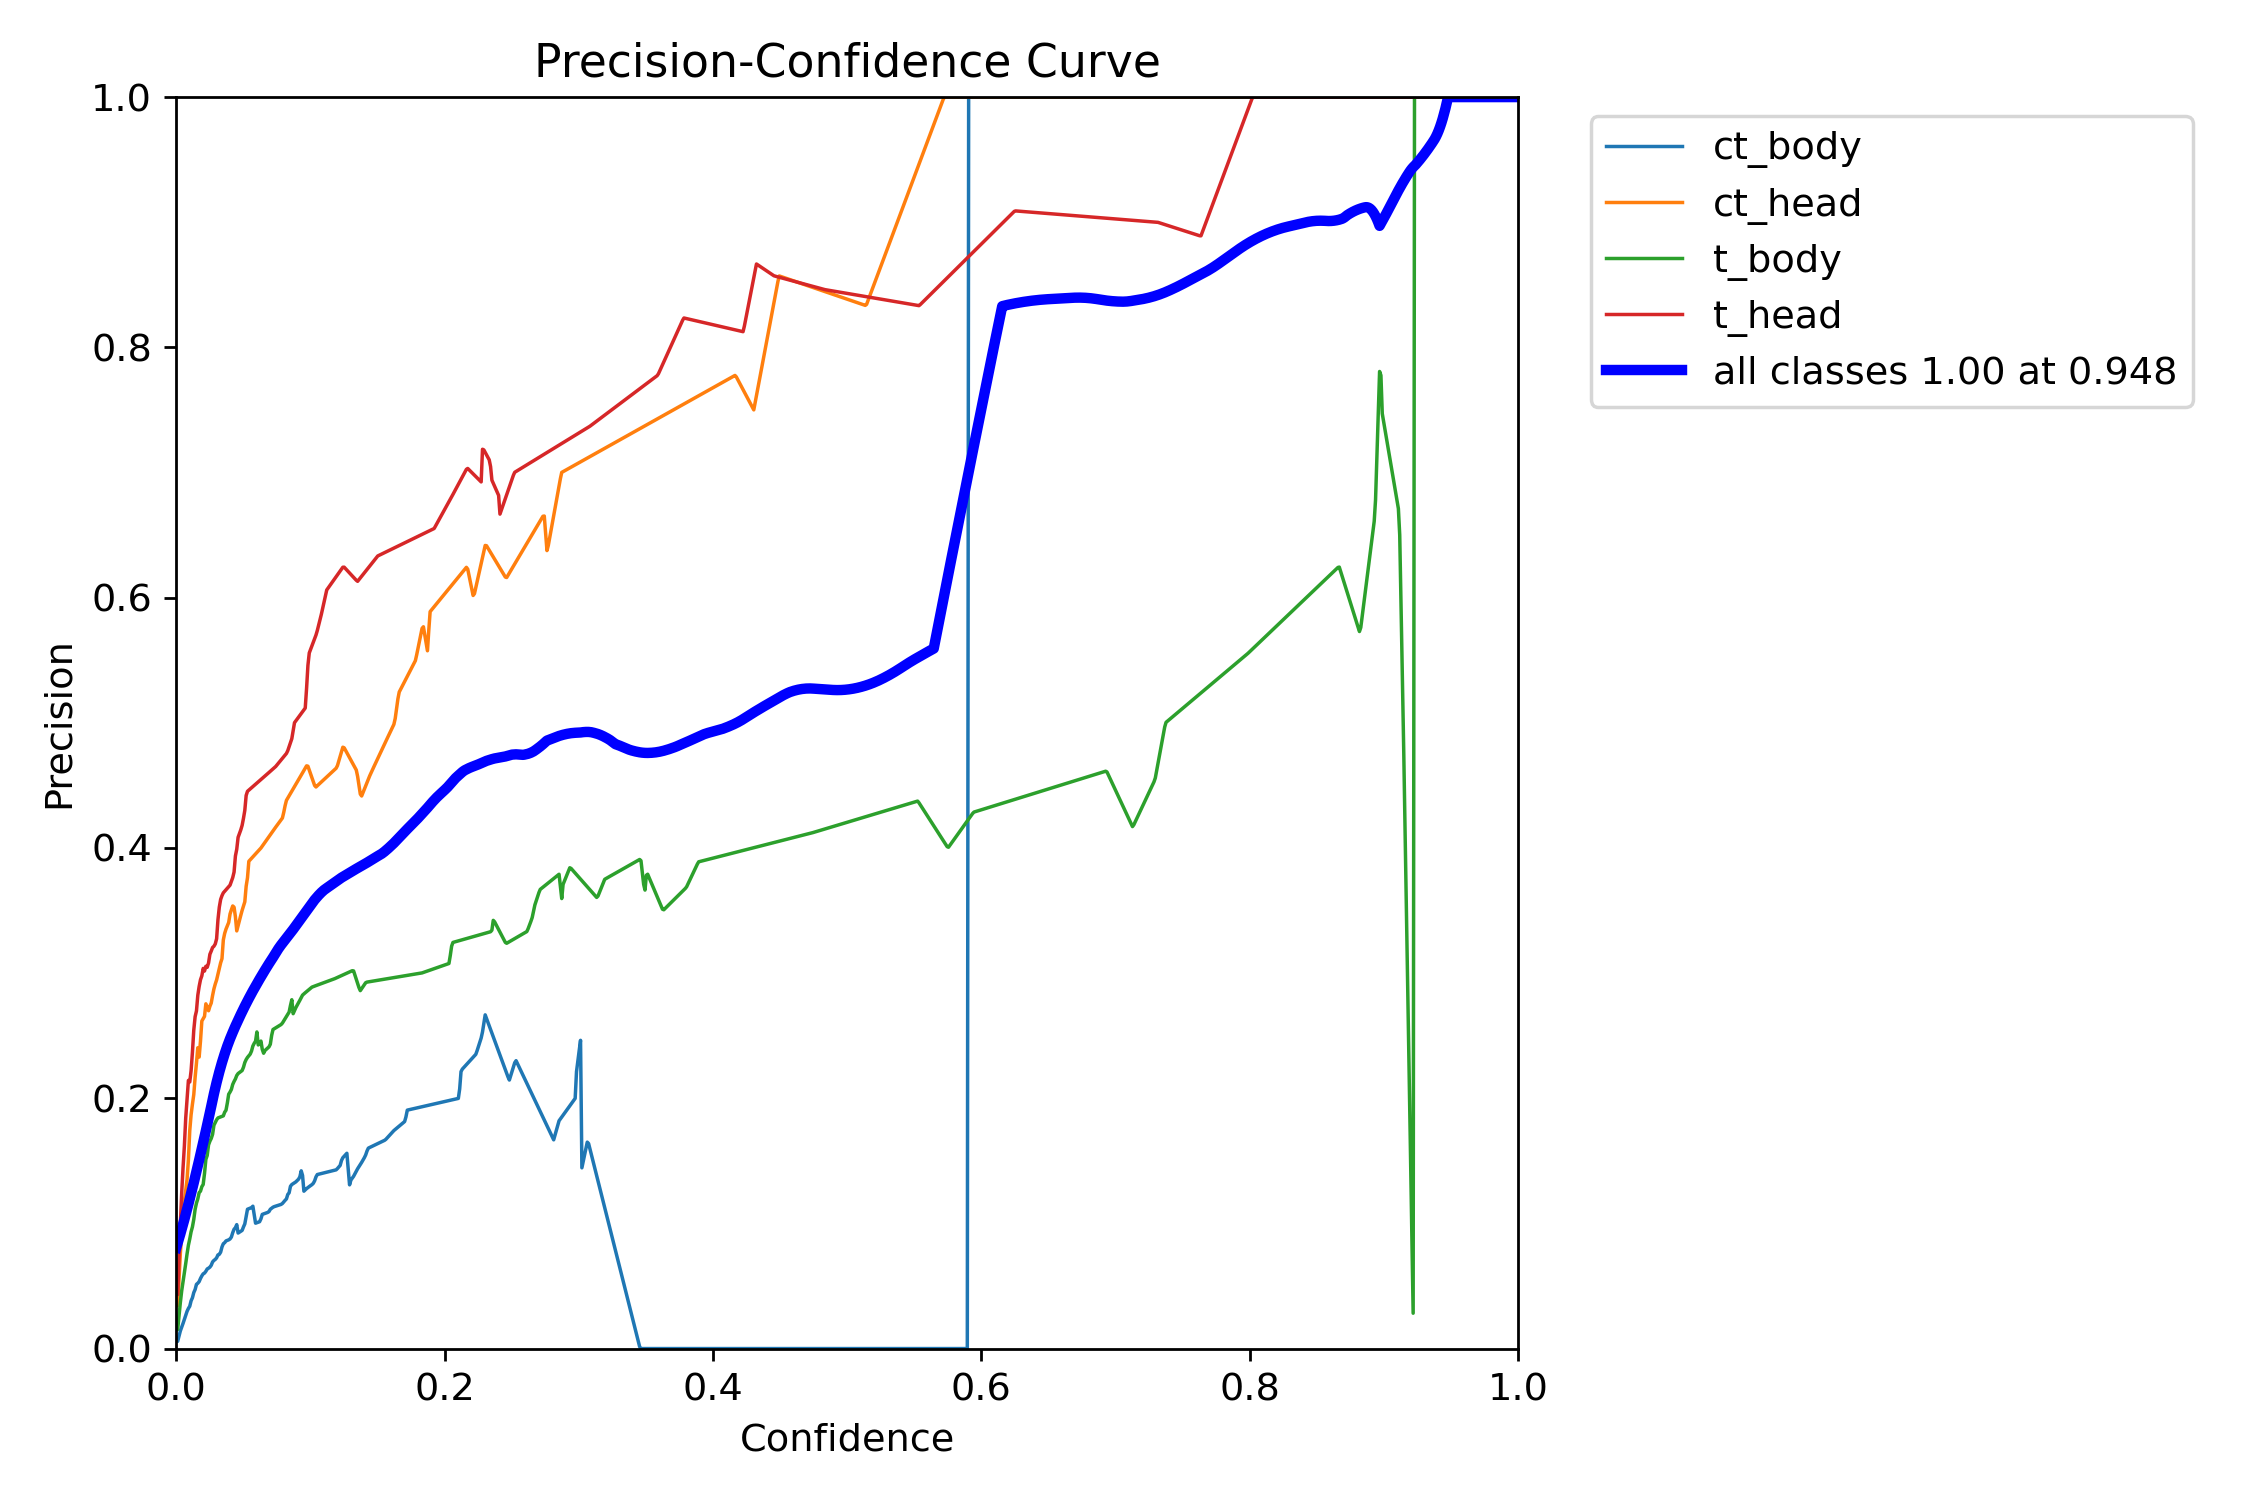 Precision-Confidence Curve
1.0
0.8
0.6
0.4
0.2
0.0
Precision
0.0 0.2 0.4 0.6 0.8 1.0
Confidence
ct_body
ct_head
t_body
t_head
all classes 1.00 at 0.948